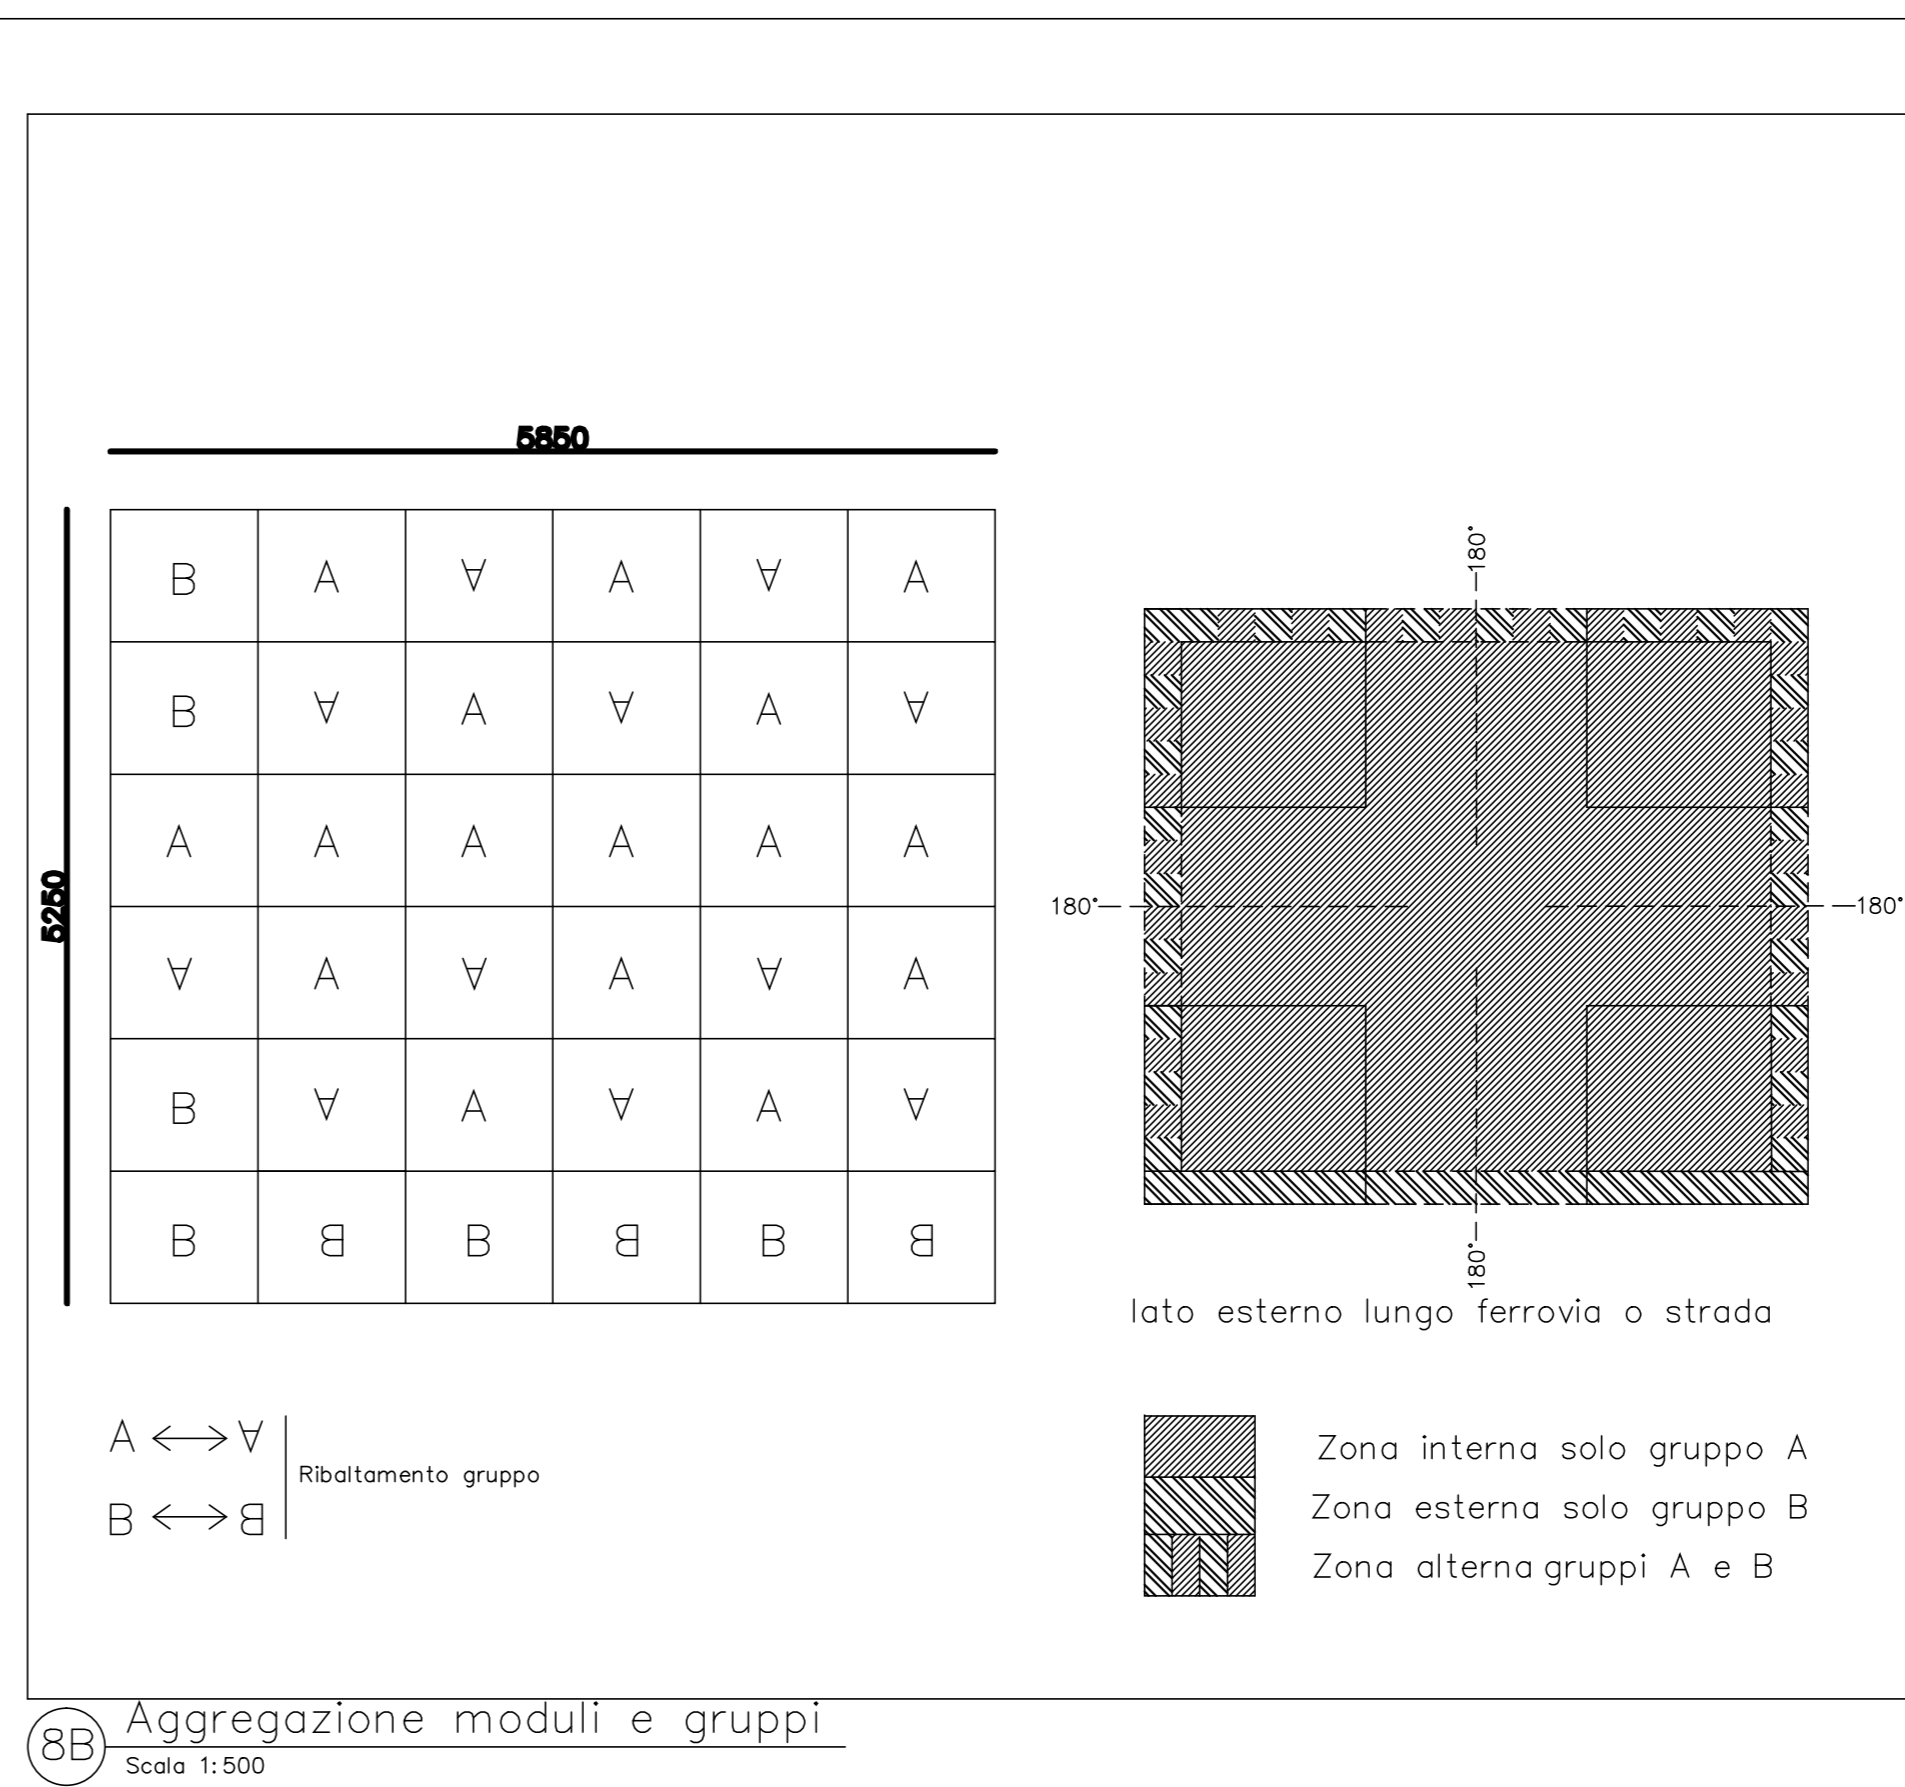 5850
5250
B A A A A A
B A A A A A
A A A A A A
A A A A A A
B A A A A A
B B B B B B
A A
Ribaltamento gruppo
B B
180°
180°
180°
180°
lato esterno lungo ferrovia o strada
Zona interna solo gruppo A
Zona esterna solo gruppo B
Zona alterna gruppi A e B
8B
Aggregazione moduli e gruppi
Scala 1:500